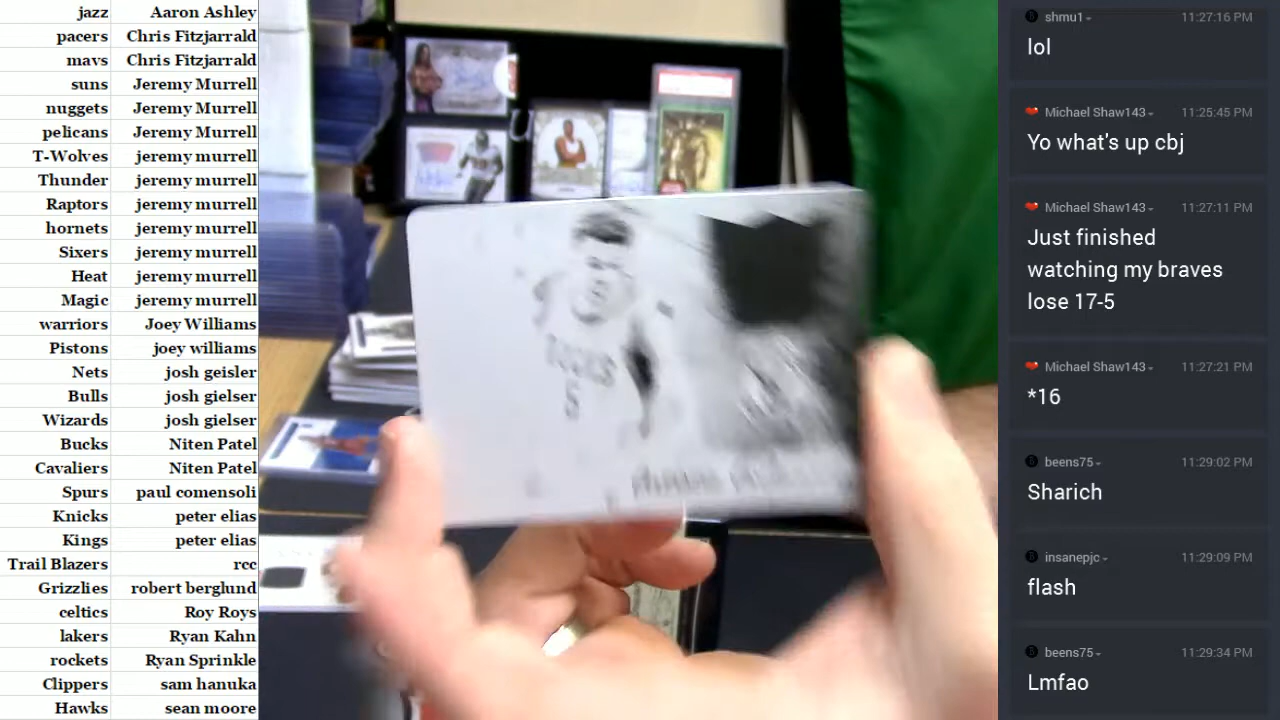 jazz Aaron Ashley
pacers Chris Fitzjarrald
mavs Chris Fitzjarrald
suns Jeremy Murrell
nuggets Jeremy Murrell
pelicans Jeremy Murrell
T-Wolves jeremy murrell
Thunder jeremy murrell
Raptors jeremy murrell
hornets jeremy murrell
Sixers jeremy murrell
Heat jeremy murrell
Magic jeremy murrell
warriors Joey Williams
Pistons joey williams
Nets josh geisler
Bulls josh gielser
Wizards josh gielser
Bucks Niten Patel
Cavaliers Niten Patel
Spurs paul comensoli
Knicks peter elias
Kings peter elias
Trail Blazers rcc
Grizzlies robert berglund
celtics Roy Roys
lakers Ryan Kahn
rockets Ryan Sprinkle
Clippers sam hanuka
Hawks sean moore
5
shmu1 11:27:16 PM
lol
Michael Shaw143 11:25:45 PM
Yo what's up cbj
Michael Shaw143 11:27:11 PM
Just finished
watching my braves
lose 17-5
Michael Shaw143 11:27:21 PM
*16
beens75 11:29:02 PM
Sharich
insanepjc 11:29:09 PM
flash
beens75 11:29:34 PM
Lmfao